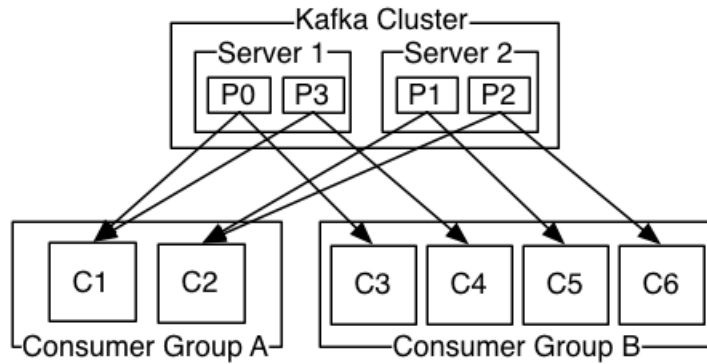 Kafka Cluster
Server 1 Server 2
P0 P3 P1 P2
C1 C2 C3 C4 C5 C6
Consumer Group A Consumer Group B